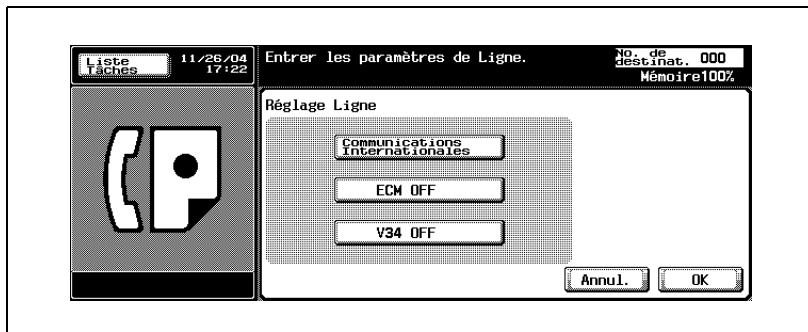 Liste
Tâches
11/26/04
17:22
Entrer les paramètres de Ligne.
No. de
destinat. 000
Mémoire100%
Réglage Ligne
Communications
Internationales
ECM OFF
V34 OFF
Annul.
OK